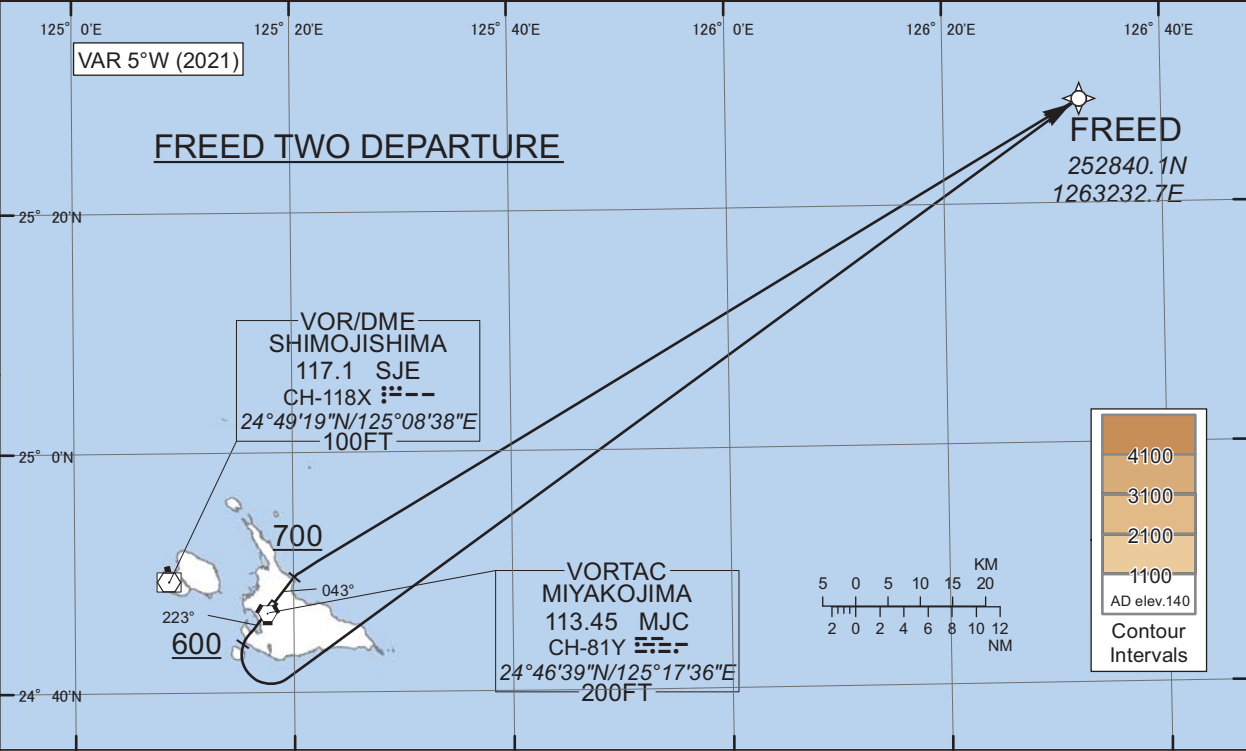 125° 0'E
125° 20'E
125° 40'E
126° 0'E
126° 20'E
126° 40'E
VAR 5°W (2021)
FREED TWO DEPARTURE
FREED
252840.1N
1263232.7E
25° 20'N
VOR/DME
SHIMOJISHIMA
117.1 SJE
CH-118X
24°49'19"N/125°08'38"E
100FT
25° 0'N
4100
3100
2100
1100
AD elev.140
Contour
Intervals
700
043°
223°
600
VORTAC
MIYAKOJIMA
113.45 MJC
CH-81Y
24°46'39"N/125°17'36"E
200FT
KM
5 0 5 10 15 20
2 0 2 4 6 8 10 12
NM
24° 40'N